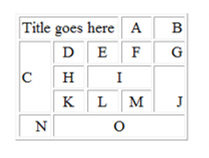 Title goes here A B
D E F G
C H I
K L M J
N O